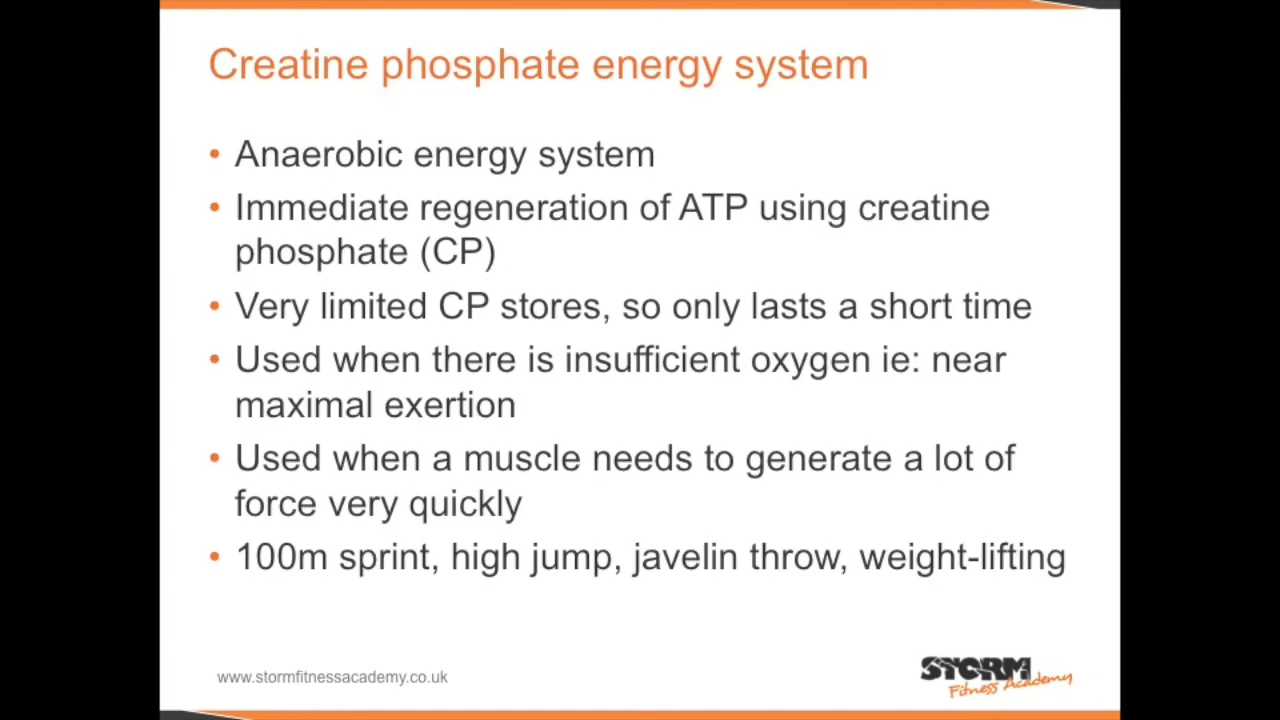 Creatine phosphate energy system
• Anaerobic energy system
• Immediate regeneration of ATP using creatine
phosphate (CP)
• Very limited CP stores, so only lasts a short time
• Used when there is insufficient oxygen ie: near
maximal exertion
• Used when a muscle needs to generate a lot of
force very quickly
• 100m sprint, high jump, javelin throw, weight-lifting
www.stormfitnessacademy.co.uk
STORM
Fitness Academy